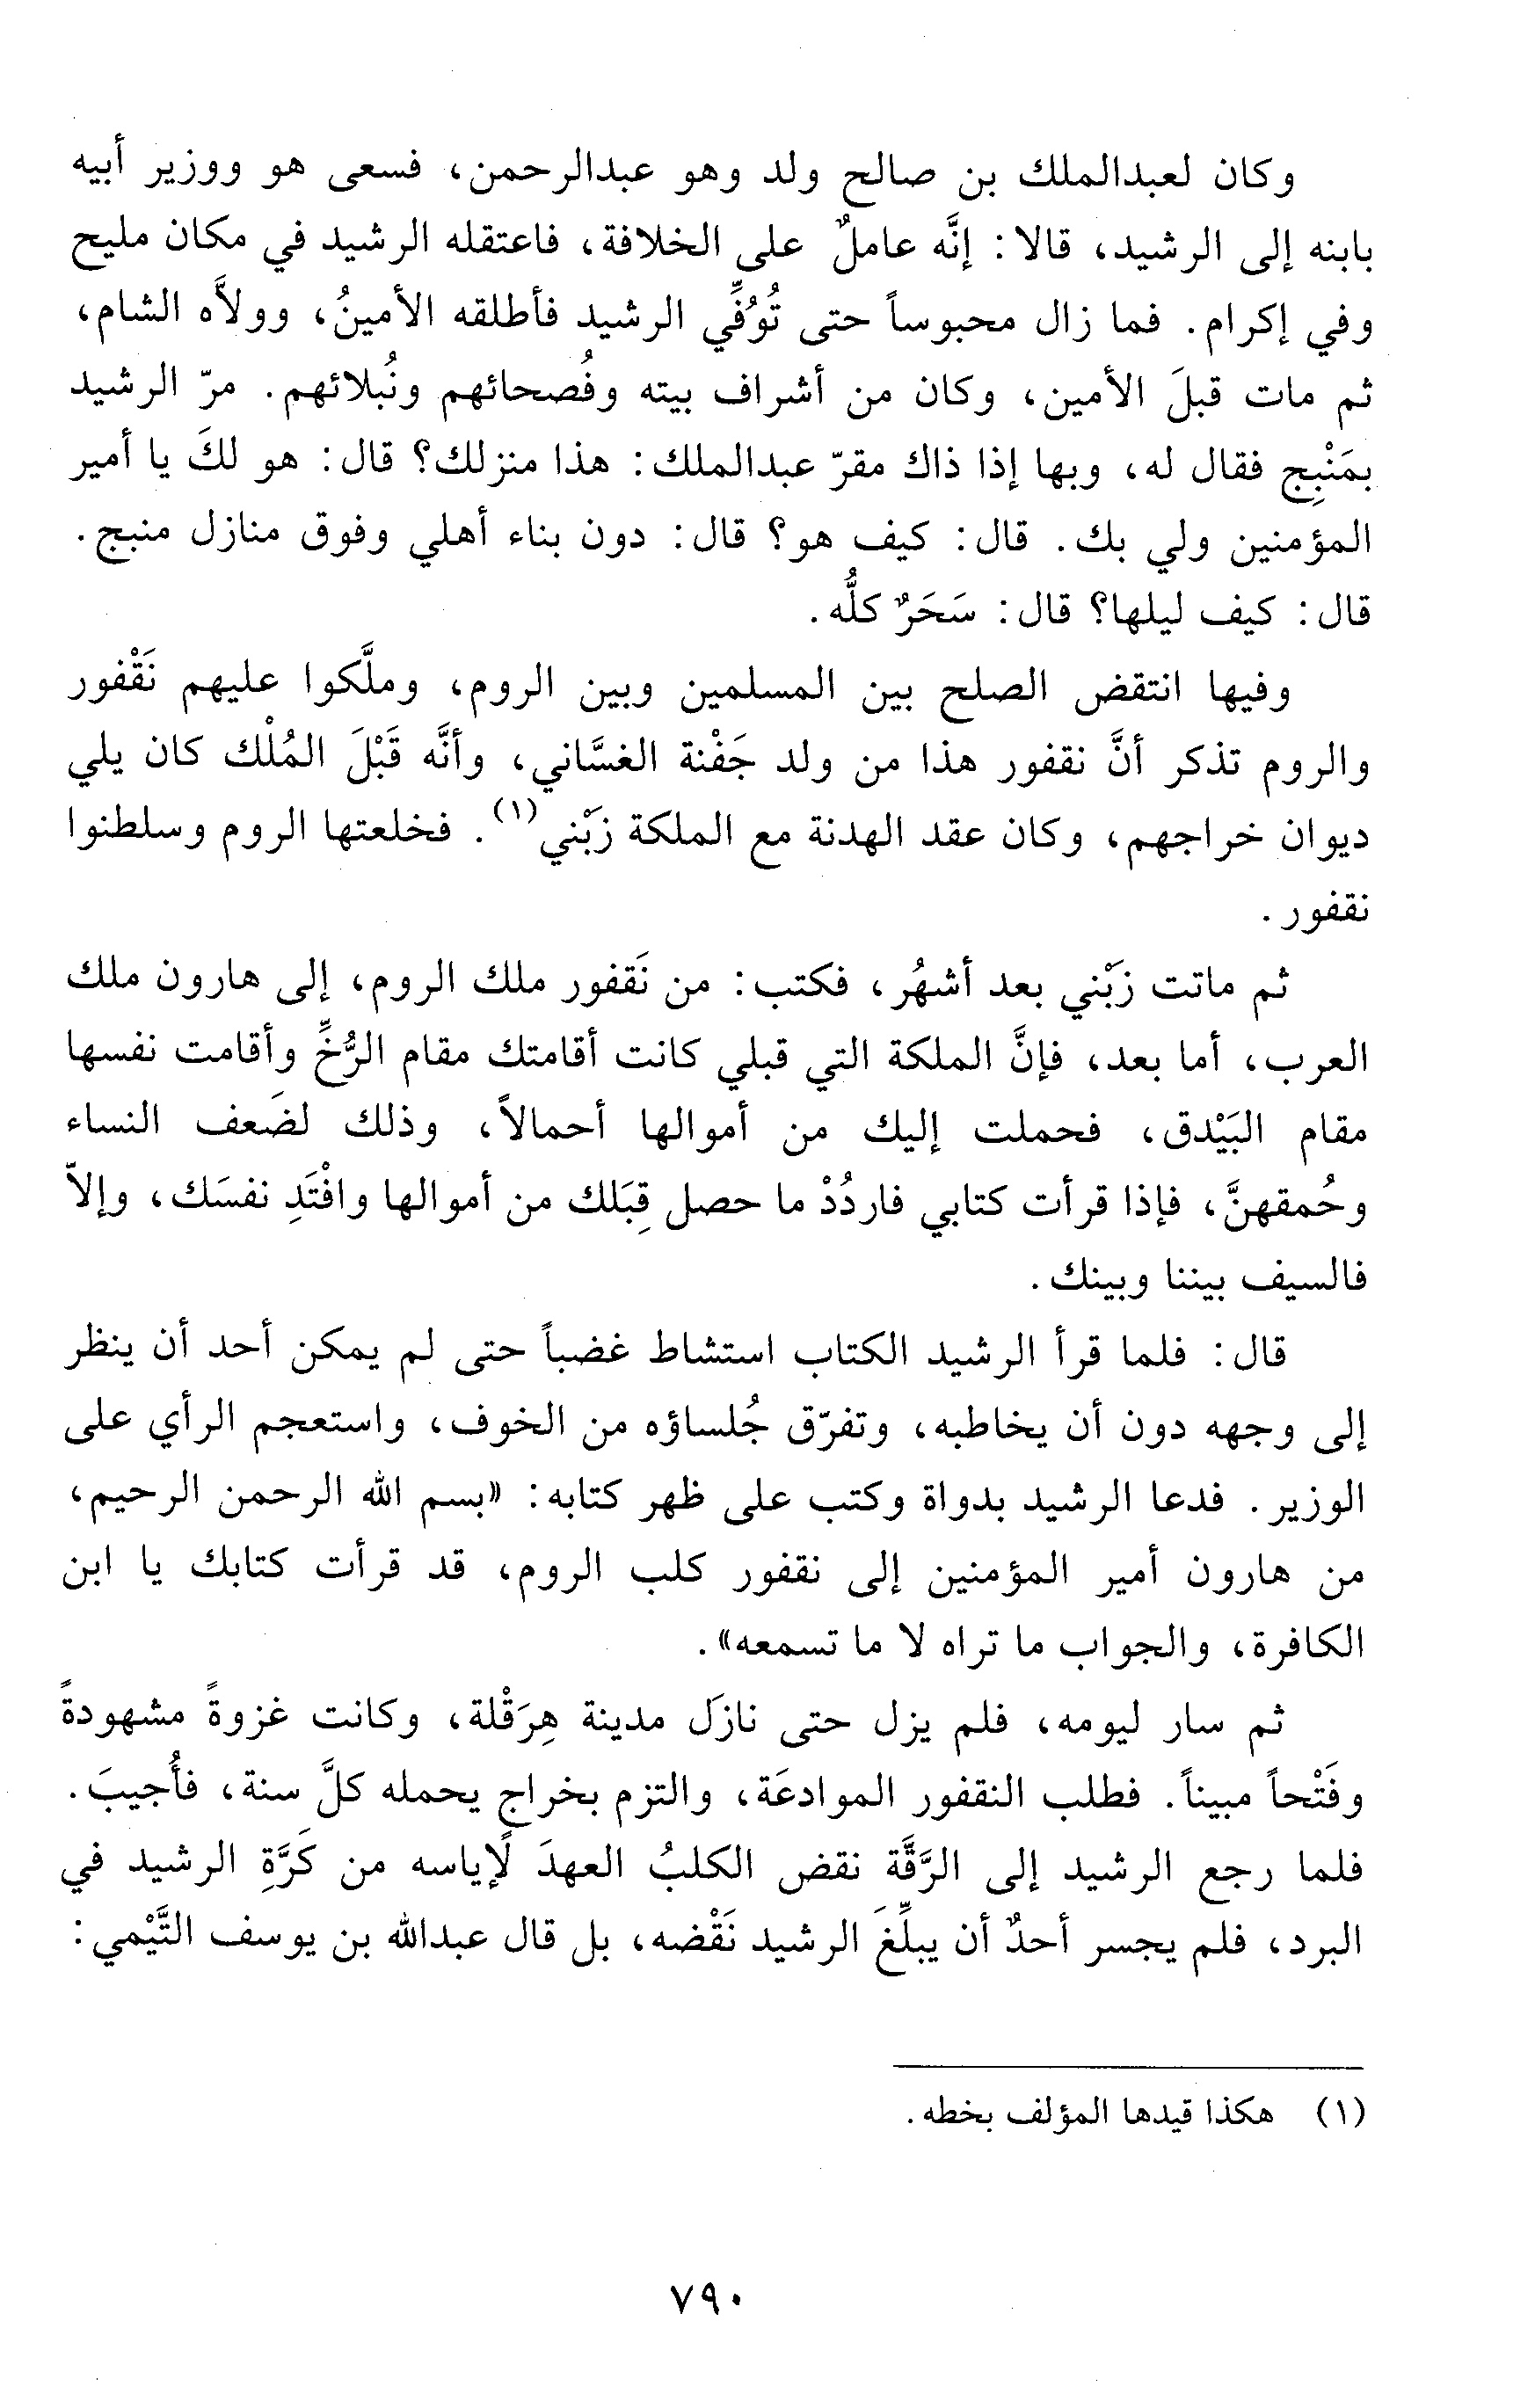 وكان لعبدالملك بن صالح ولد وهو عبدالرحمن، فسعى هو ووزير أبيه
بابنه إلى الرشيد، قالا: إنَّه عاملٌ على الخلافة، فاعتقله الرشيد في مكان مليح
وفي إكرام. فما زال محبوساً حتى تُوُفِّي الرشيد فأطلقه الأمينُ، وولاَّه الشام،
ثم مات قبلَ الأمين، وكان من أشراف بيته وفُصحائهم ونُبلائهم. مرّ الرشيد
بمَنْبِج فقال له، وبها إذا ذاك مقرّ عبدالملك: هذا منزلك؟ قال: هو لكَ يا أمير
المؤمنين ولي بك. قال: كيف هو؟ قال: دون بناء أهلي وفوق منازل منبج.
قال: كيف ليلها؟ قال: سَحَرٌ كلُّه.
وفيها انتقض الصلح بين المسلمين وبين الروم، وملَّكوا عليهم نَقْفور
والروم تذكر أنَّ نقفور هذا من ولد جَفْنة الغسَّاني، وأنَّه قَبْلَ المُلْك كان يلي
ديوان خراجهم، وكان عقد الهدنة مع الملكة زَبْني(١). فخلعتها الروم وسلطنوا
نقفور.
ثم ماتت زَبْني بعد أشهُر، فكتب: من نَقفور ملك الروم، إلى هارون ملك
العرب، أما بعد، فإنَّ الملكة التي قبلي كانت أقامتك مقام الرُّخِّ وأقامت نفسها
مقام البَيْدق، فحملت إليك من أموالها أحمالاً، وذلك لضَعف النساء
وحُمقهنَّ، فإذا قرأت كتابي فاردُدْ ما حصل قِبَلك من أموالها وافْتَدِ نفسَك، وإلاّ
فالسيف بيننا وبينك.
قال: فلما قرأ الرشيد الكتاب استشاط غضباً حتى لم يمكن أحد أن ينظر
إلى وجهه دون أن يخاطبه، وتفرّق جُلساؤه من الخوف، واستعجم الرأي على
الوزير. فدعا الرشيد بدواة وكتب على ظهر كتابه: «بسم الله الرحمن الرحيم،
من هارون أمير المؤمنين إلى نقفور كلب الروم، قد قرأت كتابك يا ابن
الكافرة، والجواب ما تراه لا ما تسمعه».
ثم سار ليومه، فلم يزل حتى نازَل مدينة هِرَقْلة، وكانت غزوةً مشهودةً
وفَتْحاً مبيناً. فطلب النقفور الموادعَة، والتزم بخراج يحمله كلَّ سنة، فأُجيبَ.
فلما رجع الرشيد إلى الرَّقَّة نقض الكلبُ العهدَ لإياسه من كَرَّةِ الرشيد في
البرد، فلم يجسر أحدٌ أن يبلِّغَ الرشيد نَقْضه، بل قال عبدالله بن يوسف التَّيْمي:
(١) هكذا قيدها المؤلف بخطه.
٧٩٠